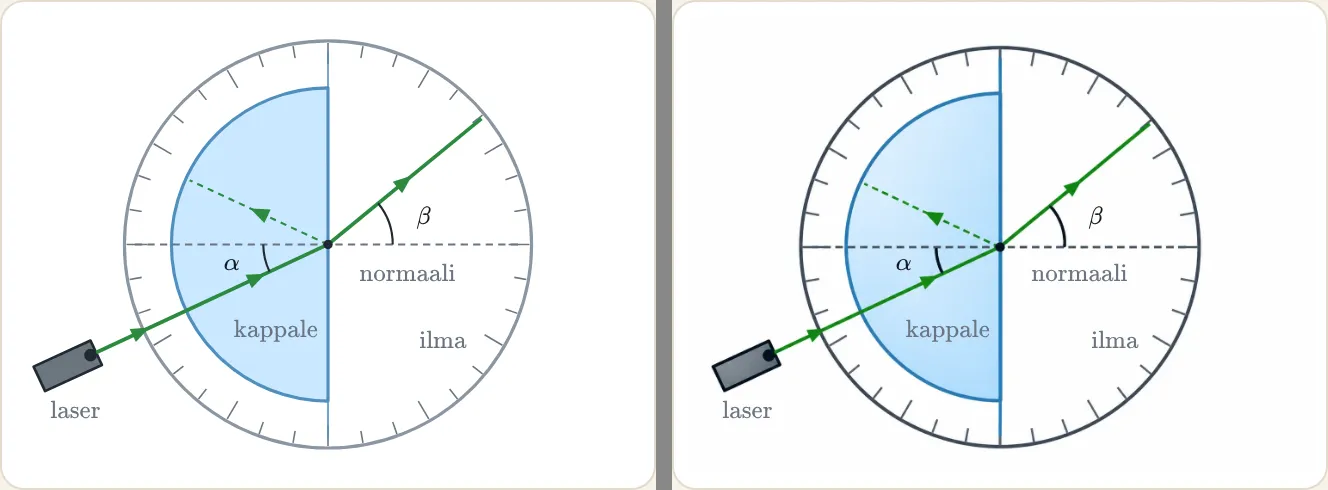 β
α
normaali
kappale
ilma
laser
β
α
normaali
kappale
ilma
laser